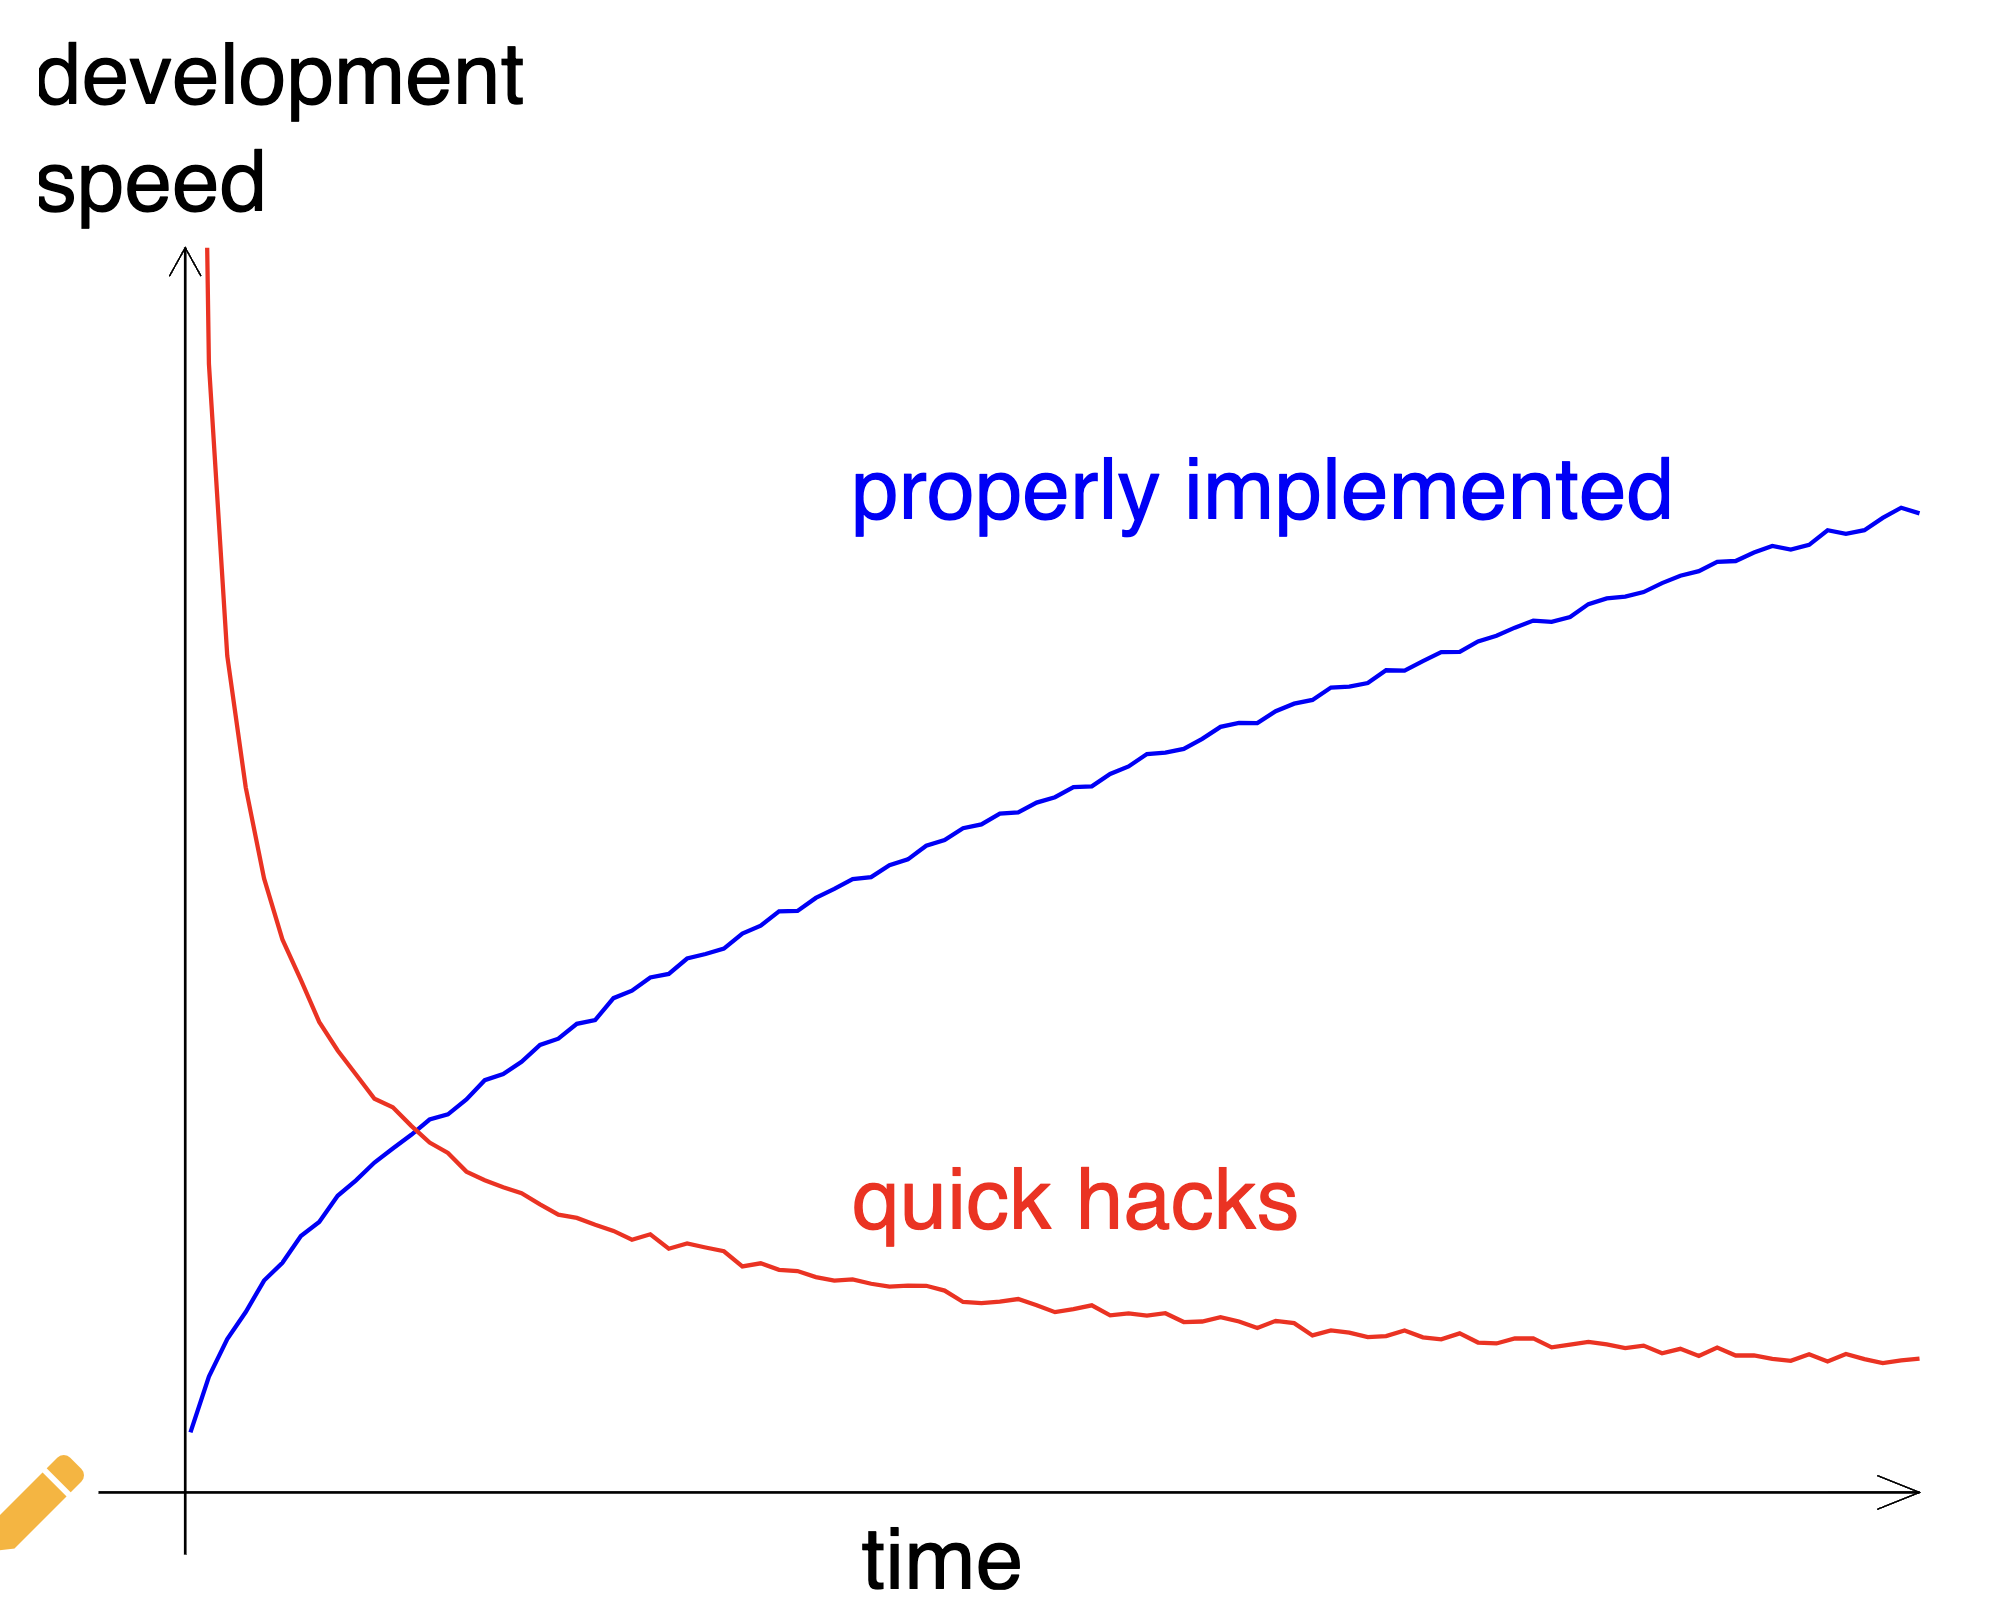 development
speed
properly implemented
quick hacks
time